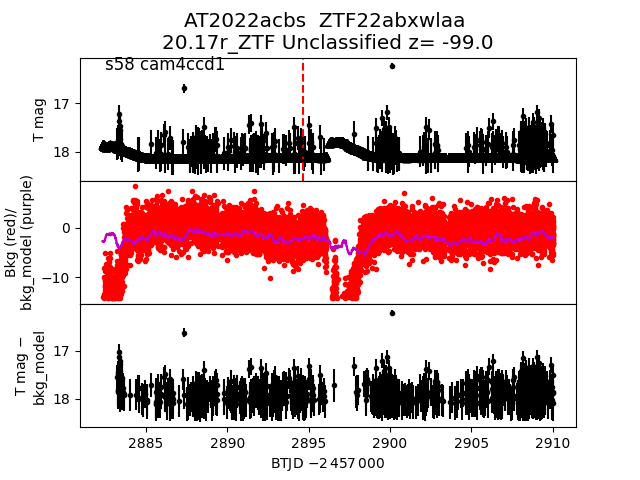 AT2022acbs  ZTF22abxwlaa
20.17r_ZTF Unclassified z= -99.0
s58 cam4ccd1
T mag
17
18
Bkg (red)/
bkg_model (purple)
0
−10
T mag −
bkg_model
17
18
2885 2890 2895 2900 2905 2910
BTJD −2 457 000